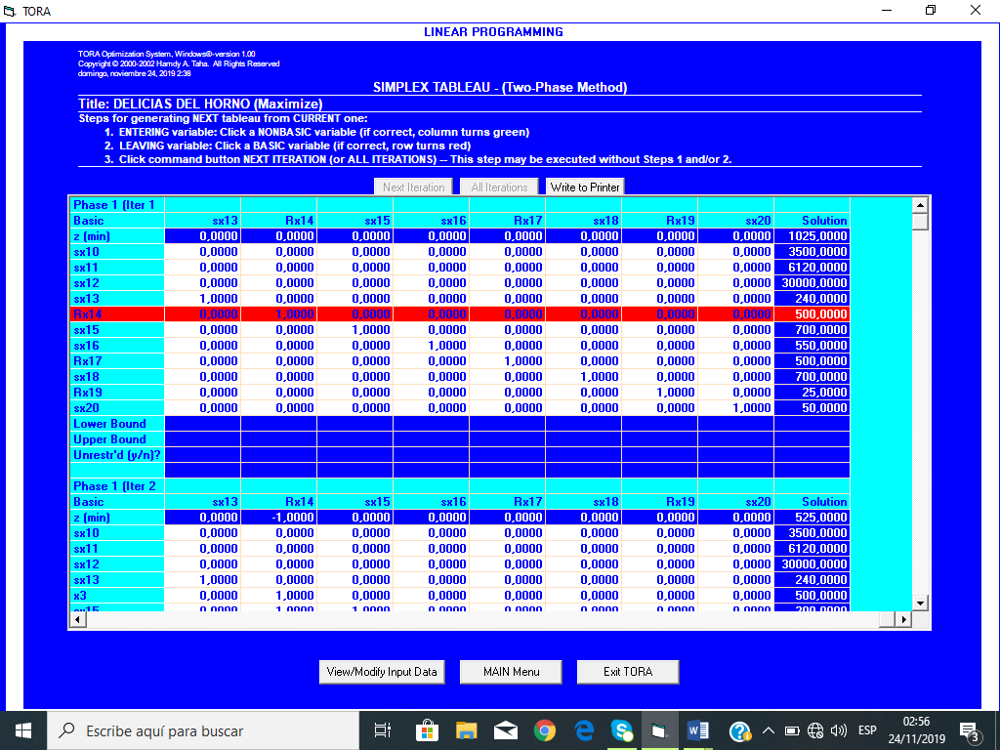 TORA
LINEAR PROGRAMMING
TORA Optimization System, Windows®-version 1.00
Copyright © 2000-2002 Hamdy A. Taha. All Rights Reserved
domingo, noviembre 24, 2019 2:38
SIMPLEX TABLEAU - (Two-Phase Method)
Title: DELICIAS DEL HORNO (Maximize)
Steps for generating NEXT tableau from CURRENT one:
1. ENTERING variable: Click a NONBASIC variable (if correct, column turns green)
2. LEAVING variable: Click a BASIC variable (if correct, row turns red)
3. Click command button NEXT ITERATION (or ALL ITERATIONS) -- This step may be executed without Steps 1 and/or 2.
Next Iteration All Iterations Write to Printer
Phase 1 (Iter 1
Basic sx13 Rx14 sx15 sx16 Rx17 sx18 Rx19 sx20 Solution
z (min) 0,0000 0,0000 0,0000 0,0000 0,0000 0,0000 0,0000 0,0000 1025,0000
sx10 0,0000 0,0000 0,0000 0,0000 0,0000 0,0000 0,0000 0,0000 3500,0000
sx11 0,0000 0,0000 0,0000 0,0000 0,0000 0,0000 0,0000 0,0000 6120,0000
sx12 0,0000 0,0000 0,0000 0,0000 0,0000 0,0000 0,0000 0,0000 30000,0000
sx13 1,0000 0,0000 0,0000 0,0000 0,0000 0,0000 0,0000 0,0000 240,0000
Rx14 0,0000 1,0000 0,0000 0,0000 0,0000 0,0000 0,0000 0,0000 500,0000
sx15 0,0000 0,0000 1,0000 0,0000 0,0000 0,0000 0,0000 0,0000 700,0000
sx16 0,0000 0,0000 0,0000 1,0000 0,0000 0,0000 0,0000 0,0000 550,0000
Rx17 0,0000 0,0000 0,0000 0,0000 1,0000 0,0000 0,0000 0,0000 500,0000
sx18 0,0000 0,0000 0,0000 0,0000 0,0000 1,0000 0,0000 0,0000 700,0000
Rx19 0,0000 0,0000 0,0000 0,0000 0,0000 0,0000 1,0000 0,0000 25,0000
sx20 0,0000 0,0000 0,0000 0,0000 0,0000 0,0000 0,0000 1,0000 50,0000
Lower Bound
Upper Bound
Unrestr'd (y/n)?
Phase 1 (Iter 2
Basic sx13 Rx14 sx15 sx16 Rx17 sx18 Rx19 sx20 Solution
z (min) 0,0000 -1,0000 0,0000 0,0000 0,0000 0,0000 0,0000 0,0000 525,0000
sx10 0,0000 0,0000 0,0000 0,0000 0,0000 0,0000 0,0000 0,0000 3500,0000
sx11 0,0000 0,0000 0,0000 0,0000 0,0000 0,0000 0,0000 0,0000 6120,0000
sx12 0,0000 0,0000 0,0000 0,0000 0,0000 0,0000 0,0000 0,0000 30000,0000
sx13 1,0000 0,0000 0,0000 0,0000 0,0000 0,0000 0,0000 0,0000 240,0000
x3 0,0000 1,0000 0,0000 0,0000 0,0000 0,0000 0,0000 0,0000 500,0000
View/Modify Input Data MAIN Menu Exit TORA
Escribe aquí para buscar
ESP
02:56
24/11/2019
3